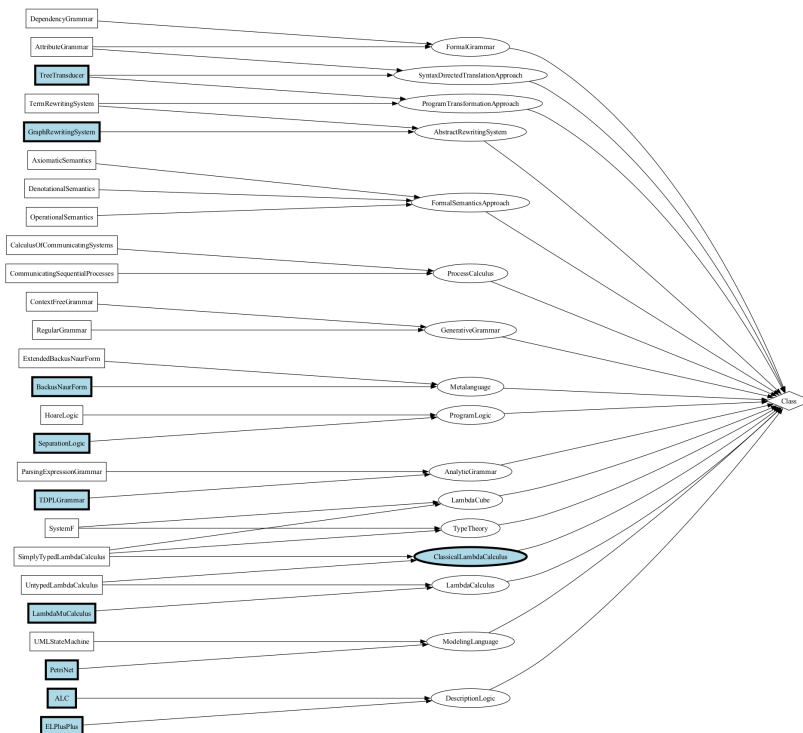 DependencyGrammar
AttributeGrammar
FormalGrammar
TreeTransducer
SyntaxDirectedTranslationApproach
TermRewritingSystem
ProgramTransformationApproach
GraphRewritingSystem
AbstractRewritingSystem
AxiomaticSemantics
DenotationalSemantics
FormalSemanticsApproach
OperationalSemantics
CalculusOfCommunicatingSystems
CommunicatingSequentialProcesses
ProcessCalculus
ContextFreeGrammar
RegularGrammar
GenerativeGrammar
ExtendedBackusNaurForm
BackusNaurForm
Metalanguage
Class
HoareLogic
ProgramLogic
SeparationLogic
ParsingExpressionGrammar
AnalyticGrammar
TDPLGrammar
LambdaCube
SystemF
TypeTheory
SimplyTypedLambdaCalculus
ClassicalLambdaCalculus
UntypedLambdaCalculus
LambdaCalculus
LambdaMuCalculus
UMLStateMachine
ModelingLanguage
PetriNet
ALC
DescriptionLogic
ELPlusPlus